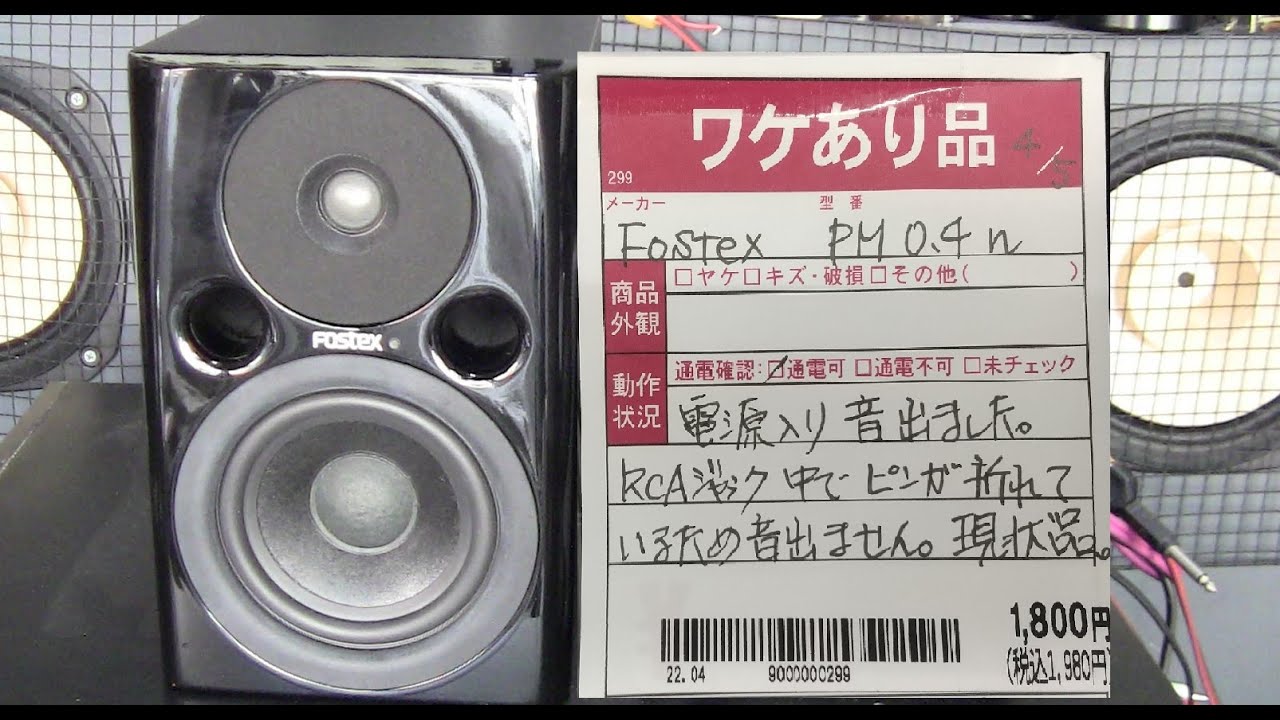 Fostex
ワケあり品 4/5
299
メーカー 型番
Fostex PM0.4n
商品外観 □ヤケ□キズ・破損□その他( )
動作状況 通電確認:☑通電可 □通電不可 □未チェック
電源入り 音出ました。
RCAジャック中でピンが折れて
いるため音出ません。現状品。
1,800円
(税込1,980円)
22.04 9000000299